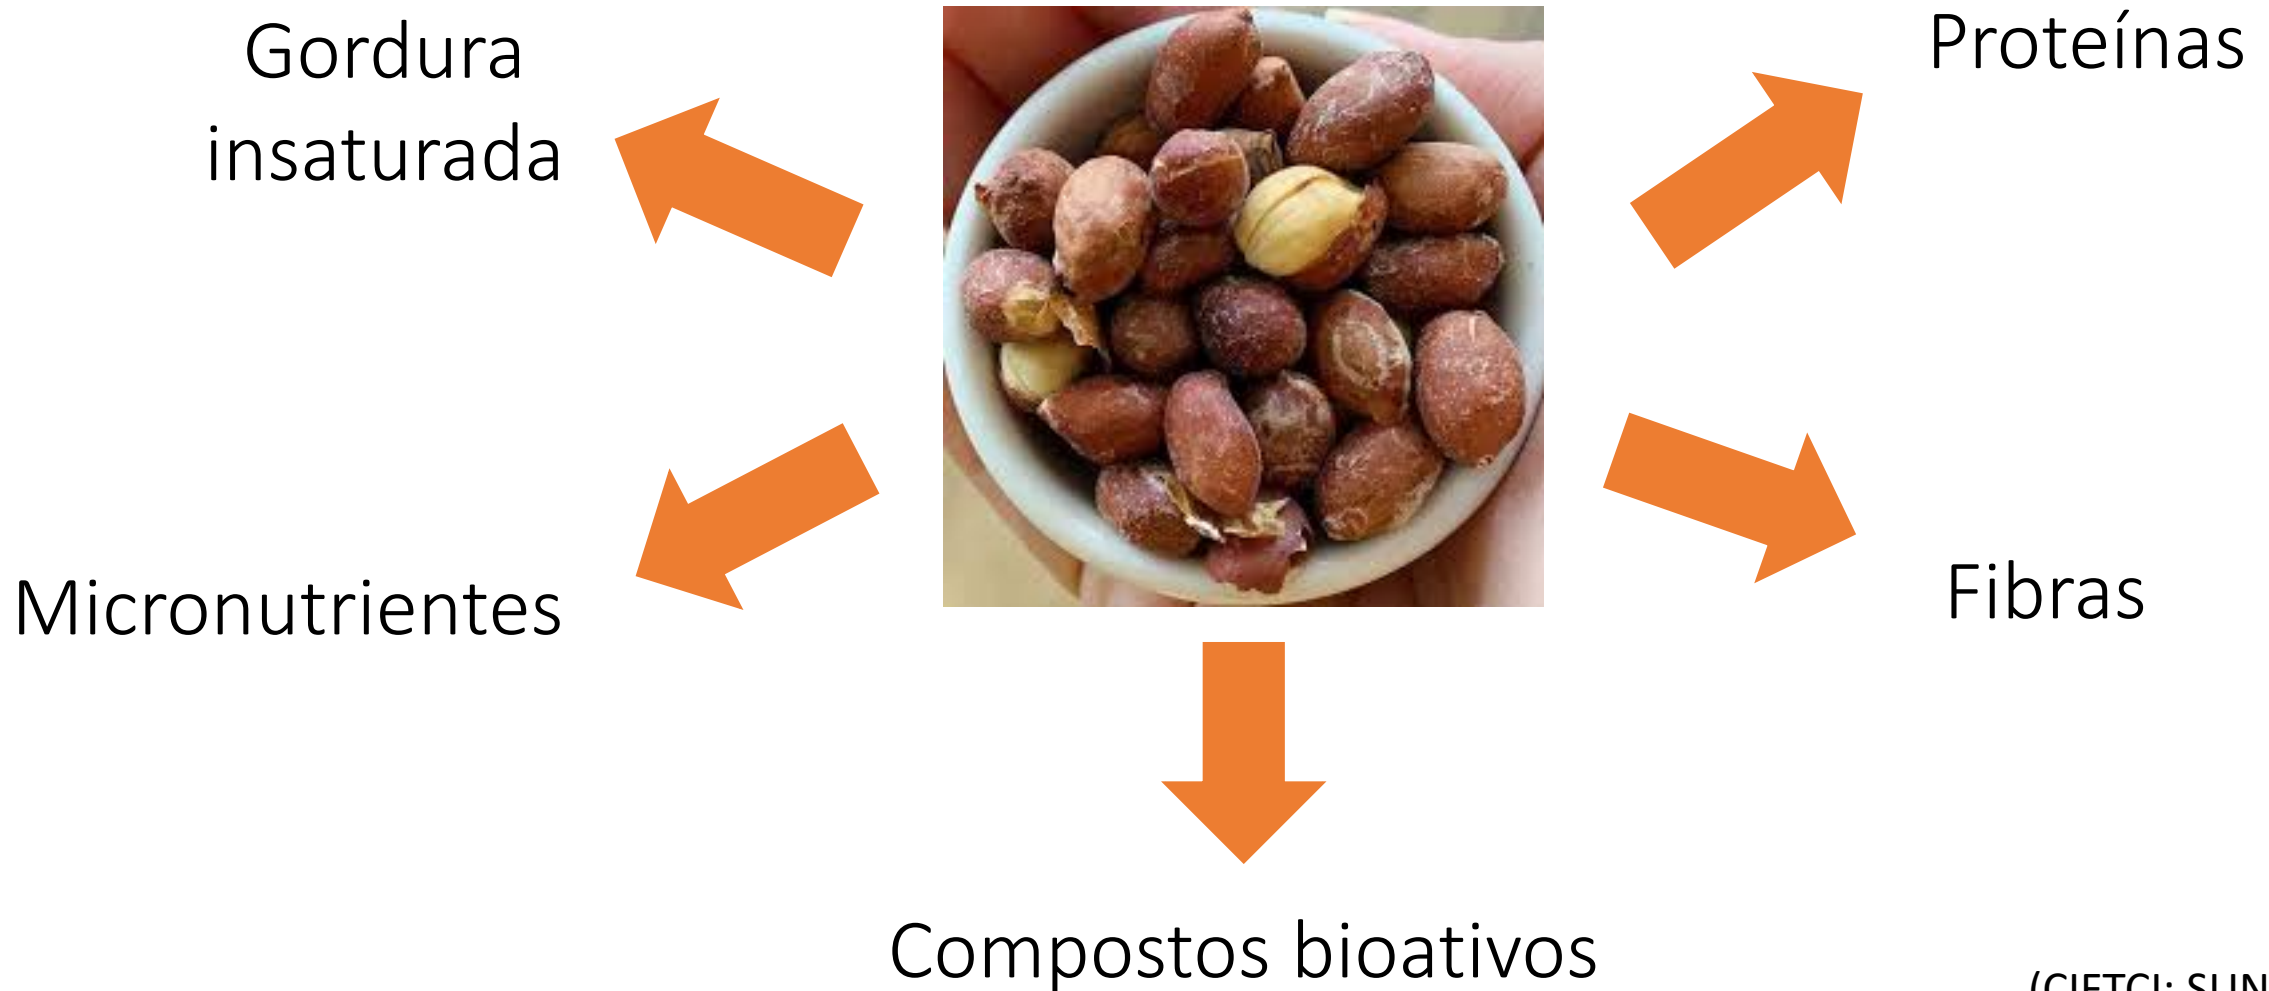 Gordura
insaturada
Proteínas
Micronutrientes
Fibras
Compostos bioativos